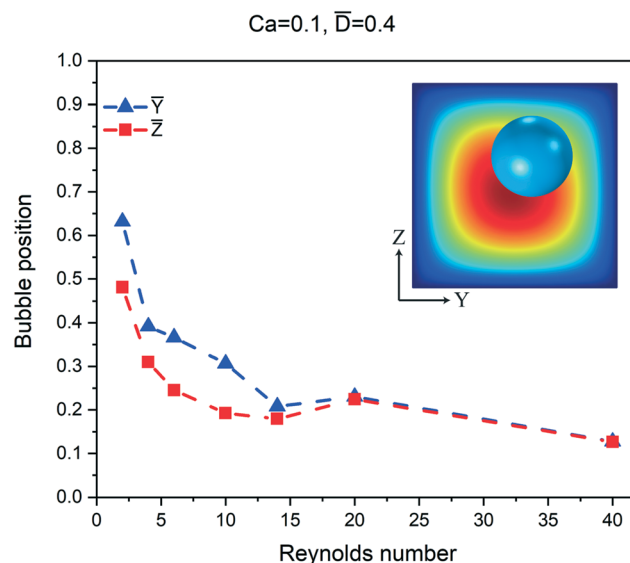 Ca=0.1, D̅=0.4
1.0
0.9
0.8
0.7
0.6
0.5
0.4
0.3
0.2
0.1
0.0
Bubble position
Y̅
Z̅
Z
Y
0 5 10 15 20 25 30 35 40
Reynolds number